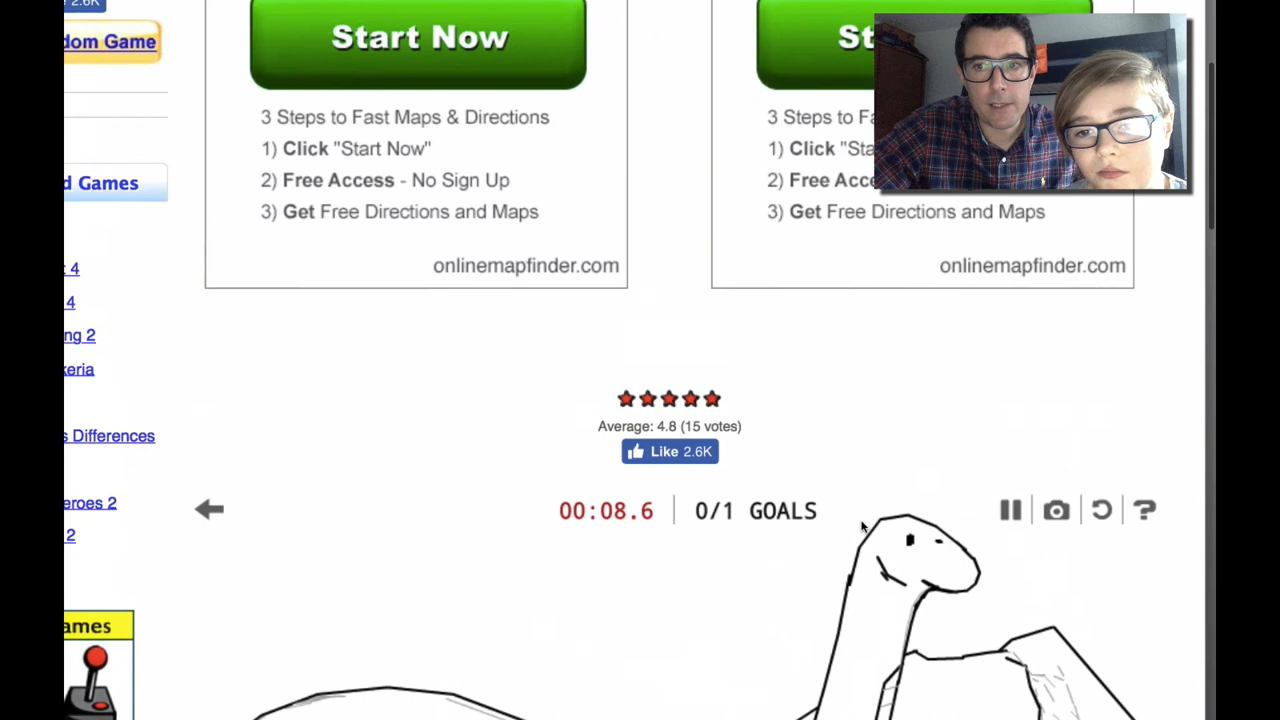 2.6K
dom Game
d Games
t 4
4
ng 2
keria
s Differences
eroes 2
2
ames
Start Now
3 Steps to Fast Maps & Directions
1) Click "Start Now"
2) Free Access - No Sign Up
3) Get Free Directions and Maps
onlinemapfinder.com
St
3 Steps to Fa
1) Click "Sta
2) Free Acce
3) Get Free Directions and Maps
onlinemapfinder.com
Average: 4.8 (15 votes)
Like 2.6K
00:08.6 0/1 GOALS
?